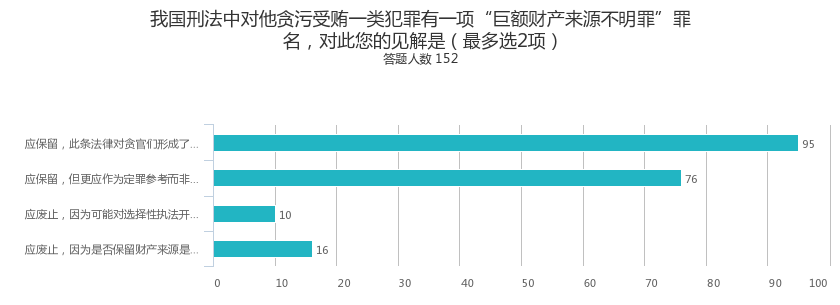 我国刑法中对他贪污受贿一类犯罪有一项“巨额财产来源不明罪”罪
名，对此您的见解是（最多选2项）
答题人数 152
应保留，此条法律对贪官们形成了... 95
应保留，但更应作为定罪参考而非... 76
应废止，因为可能对选择性执法开... 10
应废止，因为是否保留财产来源是... 16
0 10 20 30 40 50 60 70 80 90 100